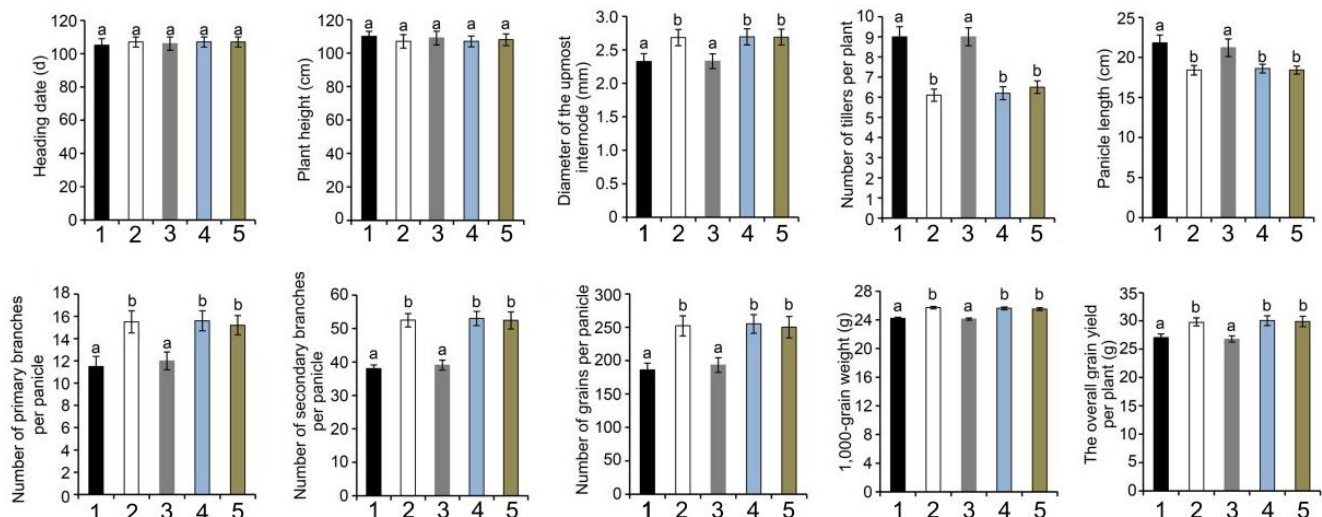 Heading date (d)
120
100
80
60
40
20
0
a a a a a
1 2 3 4 5
Plant height (cm)
120
100
80
60
40
20
0
a a a a a
1 2 3 4 5
Diameter of the upmost
internode (mm)
3.0
2.5
2.0
1.5
1.0
0.5
0
a b a b b
1 2 3 4 5
Number of tillers per plant
10
9
8
7
6
5
4
3
2
1
0
a b a b b
1 2 3 4 5
Panicle length (cm)
25
20
15
10
5
0
a b a b b
1 2 3 4 5
Number of primary branches
per panicle
18
16
14
12
10
8
6
4
2
0
a b a b b
1 2 3 4 5
Number of secondary branches
per panicle
60
50
40
30
20
10
0
a b a b b
1 2 3 4 5
Number of grains per panicle
300
250
200
150
100
50
0
a b a b b
1 2 3 4 5
1,000-grain weight (g)
28
24
20
16
12
8
4
0
a b a b b
1 2 3 4 5
The overall grain yield
per plant (g)
35
30
25
20
15
10
5
0
a b a b b
1 2 3 4 5